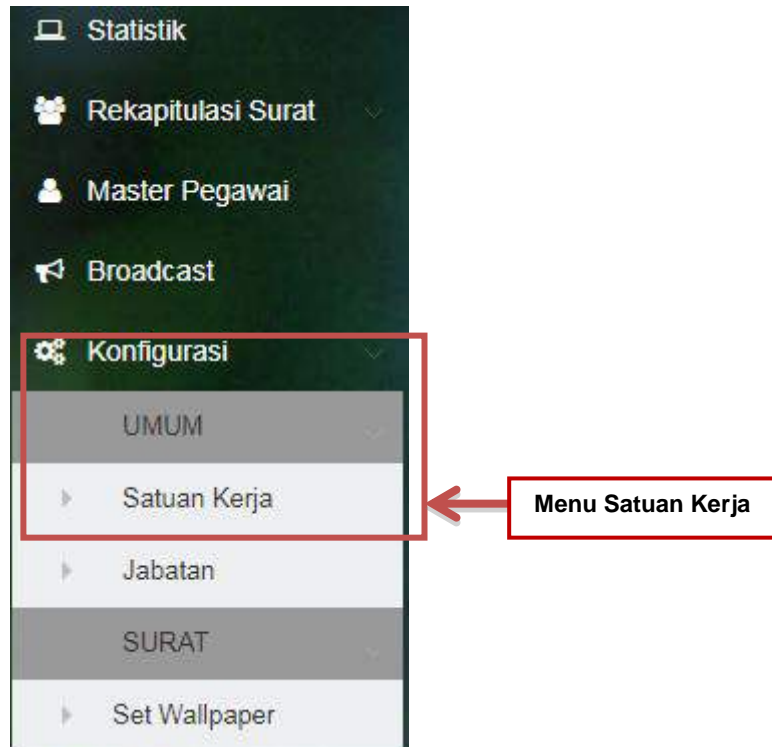 Statistik
Rekapitulasi Surat
Master Pegawai
Broadcast
Konfigurasi
UMUM
Satuan Kerja
Menu Satuan Kerja
Jabatan
SURAT
Set Wallpaper